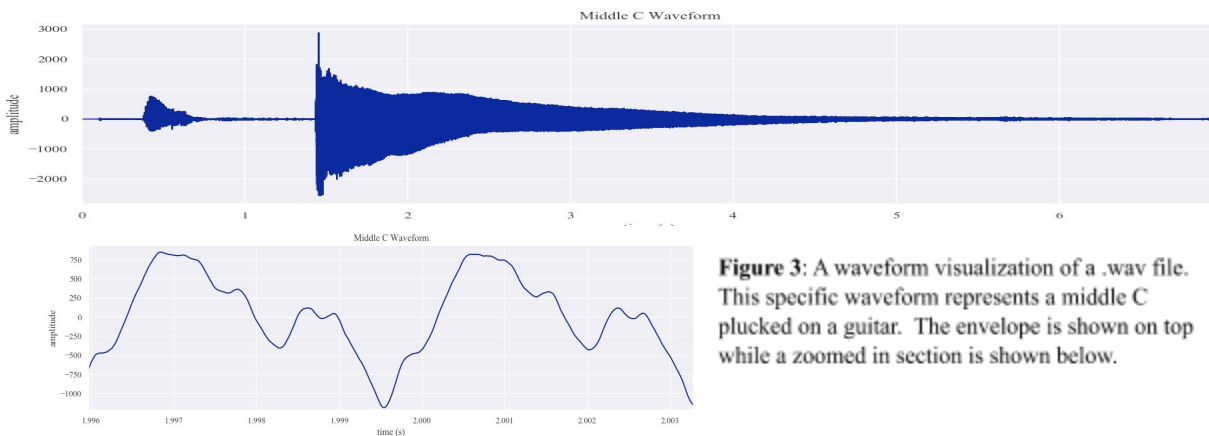 Middle C Waveform
3000
1000
0
−1000
−2000
amplitude
0 1 2 3 4 5 6
Middle C Waveform
750
500
250
0
−250
−500
−750
−1000
amplitude
1.996 1.997 1.998 1.999 2.000 2.001 2.002 2.003
time (s)
Figure 3: A waveform visualization of a .wav file.
This specific waveform represents a middle C
plucked on a guitar. The envelope is shown on top
while a zoomed in section is shown below.